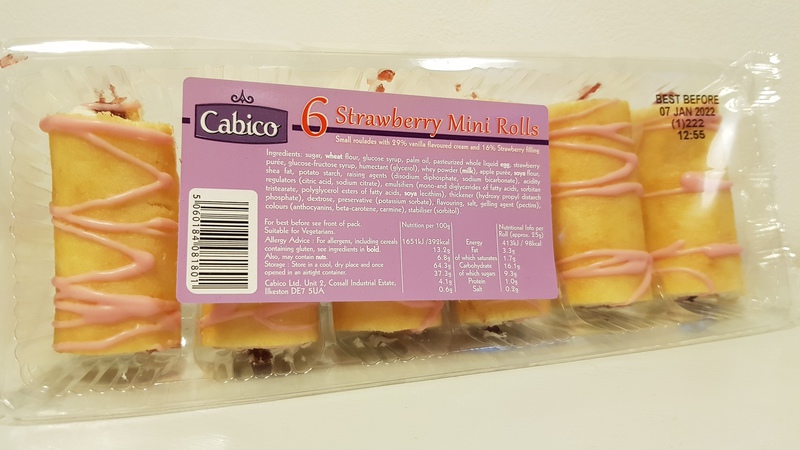 Cabico
6 Strawberry Mini Rolls
Small roulades with 29% vanilla flavoured cream and 16% Strawberry filling
Ingredients: sugar, wheat flour, glucose syrup, palm oil, pasteurized whole liquid egg, strawberry
purée, glucose-fructose syrup, humectant (glycerol), whey powder (milk), apple purée, soya flour,
shea fat, potato starch, raising agents (disodium diphosphate, sodium bicarbonate), acidity
regulators (citric acid, sodium citrate), emulsifiers (mono-and diglycerides of fatty acids, sorbitan
tristearate, polyglycerol esters of fatty acids, soya lecithins), thickener (hydroxy propyl distarch
phosphate), dextrose, preservative (potassium sorbate), flavouring, salt, gelling agent (pectins),
colours (anthocyanins, beta-carotene, carmine), stabiliser (sorbitol).
For best before see front of pack.
Suitable for Vegetarians.
Allergy Advice : For allergens, including cereals
containing gluten, see ingredients in bold.
Also, may contain nuts.
Storage : Store in a cool, dry place and once
opened in an airtight container.
Cabico Ltd. Unit 2, Cossall Industrial Estate,
Ilkeston DE7 5UA
Nutrition per 100g
Nutritional Info per
Roll (approx. 25g)
1651kJ /392kcal Energy 413kJ / 98kcal
13.2g Fat 3.3g
6.8g of which saturates 1.7g
64.3g Carbohydrate 16.1g
37.3g of which sugars 9.3g
4.1g Protein 1.0g
0.6g Salt 0.2g
5060184081801
BEST BEFORE
07 JAN 2022
(1)222
12:55